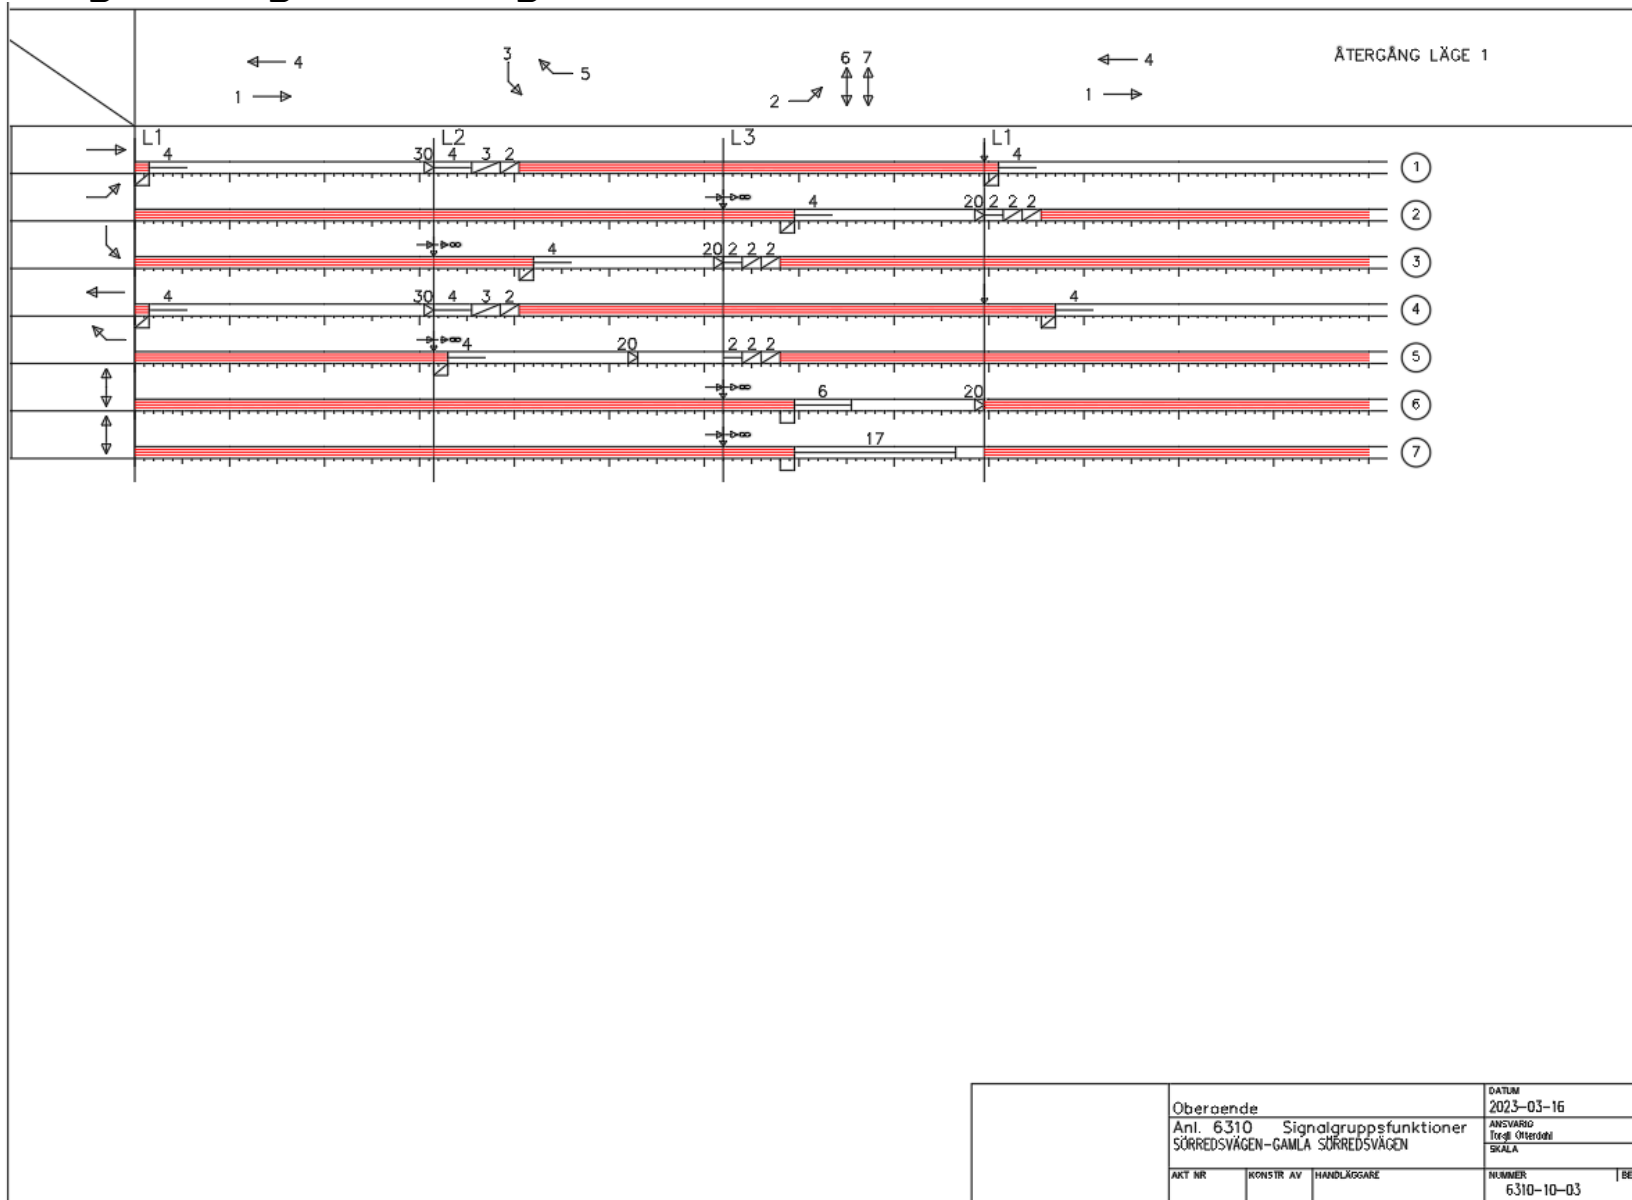 4
3
5
6 7
4
ÅTERGÅNG LÄGE 1
1
2
1
L1
L2
L3
L1
4
30 4 3 2
4
1
4
20 2 2 2
2
4
20 2 2 2
3
4
30 4 3 2
4
4
4
20
2 2 2
5
6
20
6
17
7
DATUM
Oberoende
2023-03-16
Anl. 6310 Signalgruppsfunktioner
ANSVARIG
SÖRREDSVÄGEN-GAMLA SÖRREDSVÄGEN
SKALA
AKT NR
KONSTR AV
HANDLÄGGARE
NUMMER
BE
6310-10-03